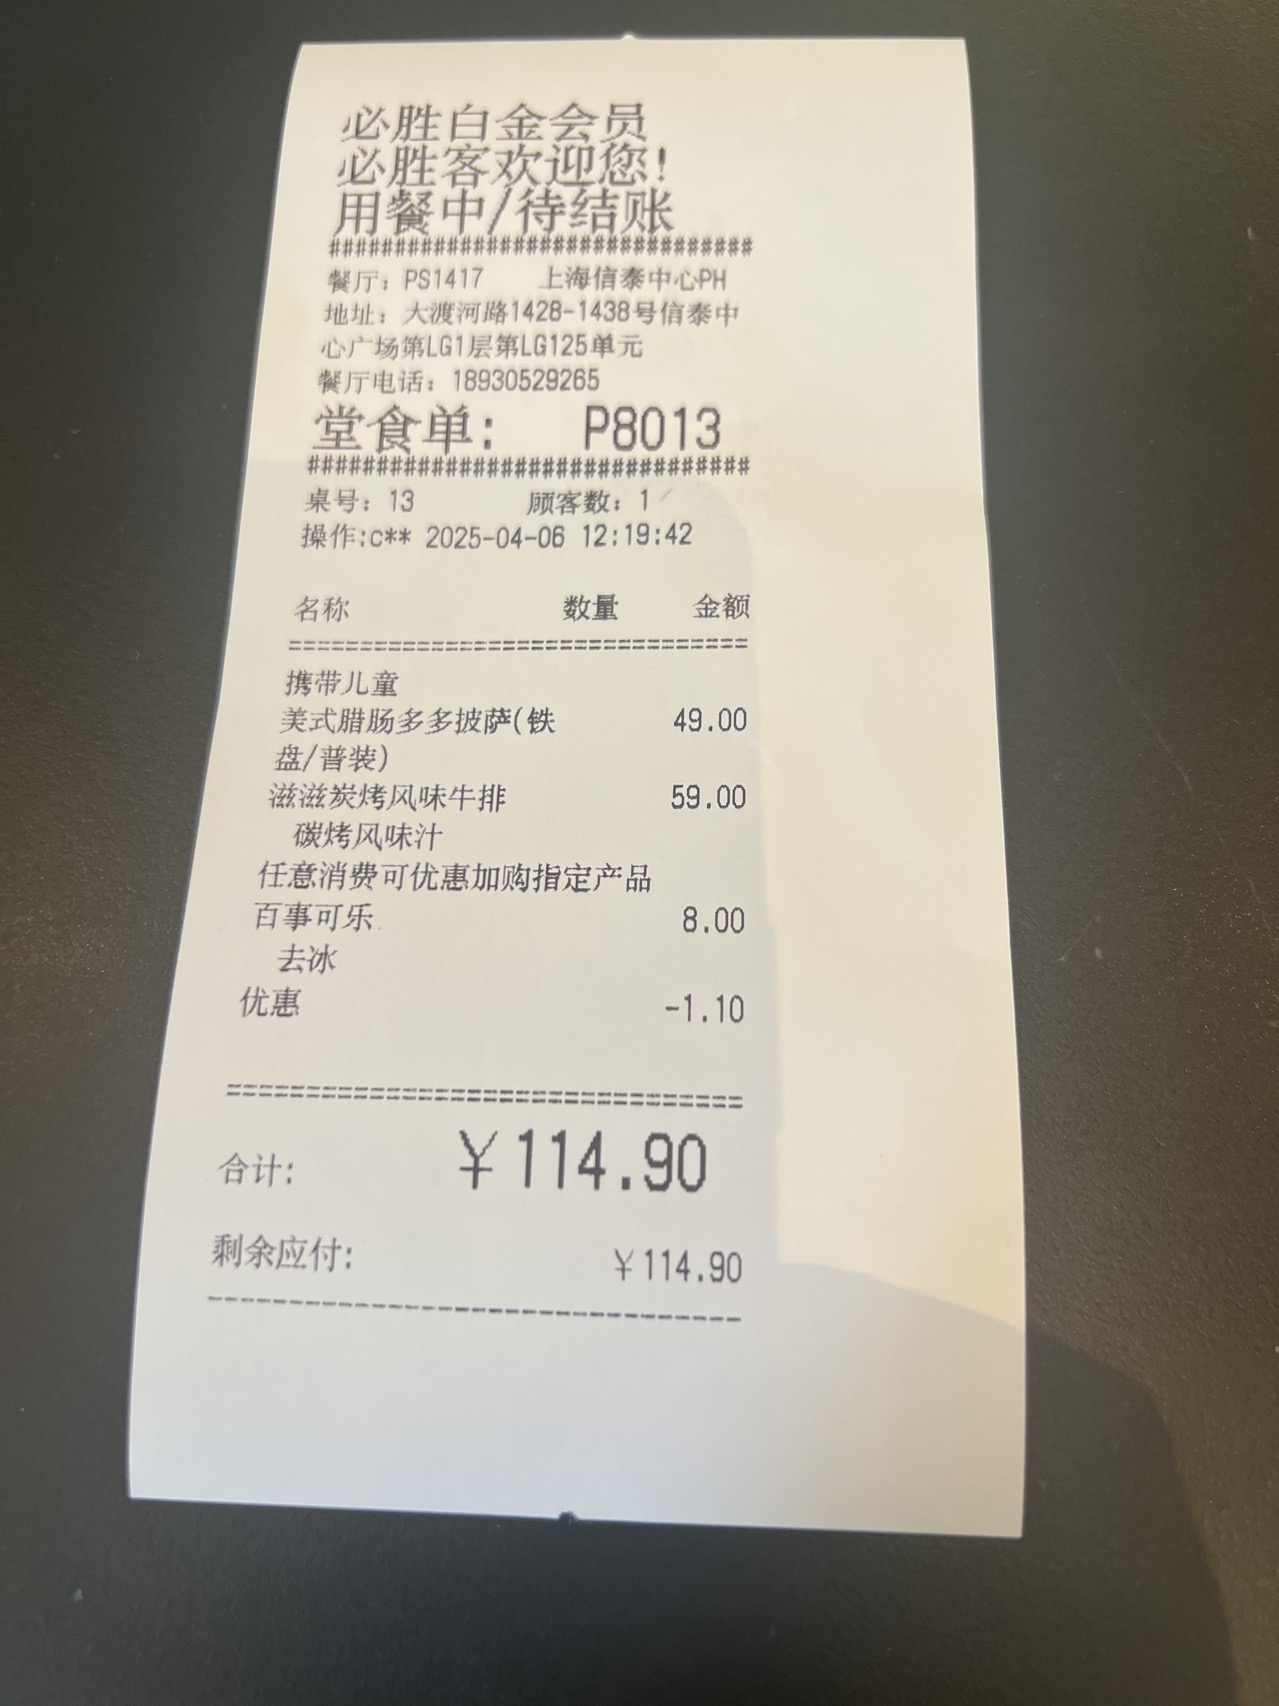 必胜白金会员
必胜客欢迎您!
用餐中/待结账
################################
餐厅: PS1417 上海信泰中心PH
地址: 大渡河路1428-1438号信泰中
心广场第LG1层第LG125单元
餐厅电话: 18930529265
堂食单: P8013
################################
桌号: 13 顾客数: 1
操作:c** 2025-04-06 12:19:42
名称 数量 金额
================================
携带儿童
美式腊肠多多披萨(铁 49.00
盘/普装)
滋滋炭烤风味牛排 59.00
碳烤风味汁
任意消费可优惠加购指定产品
百事可乐 8.00
去冰
优惠 -1.10
================================
合计: ¥114.90
剩余应付: ¥114.90
--------------------------------